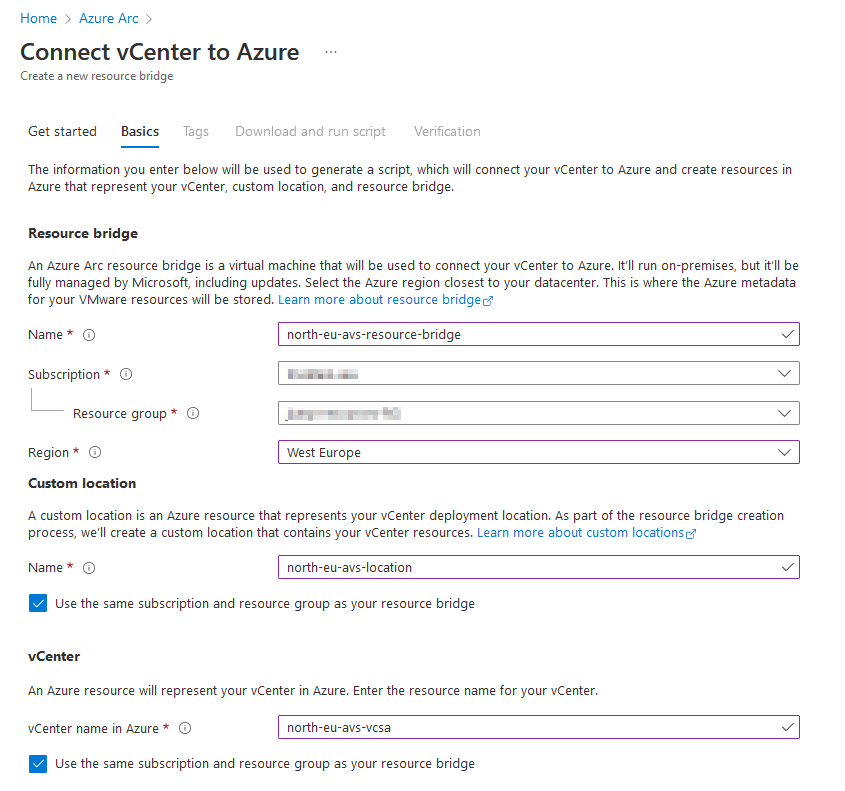 Home > Azure Arc >
Connect vCenter to Azure ...
Create a new resource bridge
Get started Basics Tags Download and run script Verification
The information you enter below will be used to generate a script, which will connect your vCenter to Azure and create resources in
Azure that represent your vCenter, custom location, and resource bridge.
Resource bridge
An Azure Arc resource bridge is a virtual machine that will be used to connect your vCenter to Azure. It'll run on-premises, but it'll be
fully managed by Microsoft, including updates. Select the Azure region closest to your datacenter. This is where the Azure metadata
for your VMware resources will be stored. Learn more about resource bridge
Name * north-eu-avs-resource-bridge
Subscription *
Resource group *
Region * West Europe
Custom location
A custom location is an Azure resource that represents your vCenter deployment location. As part of the resource bridge creation
process, we'll create a custom location that contains your vCenter resources. Learn more about custom locations
Name * north-eu-avs-location
Use the same subscription and resource group as your resource bridge
vCenter
An Azure resource will represent your vCenter in Azure. Enter the resource name for your vCenter.
vCenter name in Azure * north-eu-avs-vcsa
Use the same subscription and resource group as your resource bridge